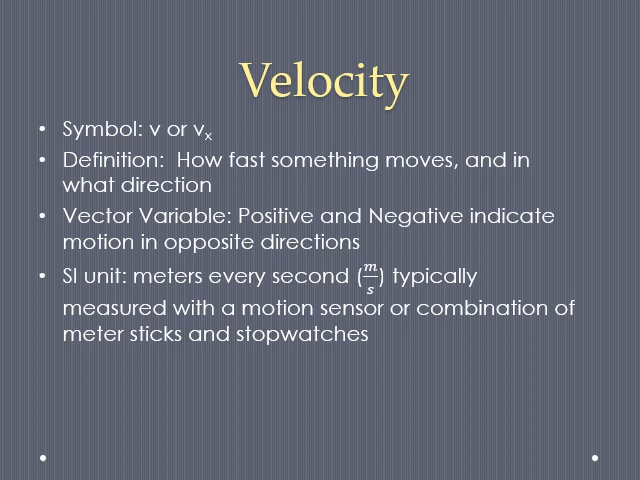 Velocity
• Symbol: v or vₓ
• Definition:  How fast something moves, and in
what direction
• Vector Variable: Positive and Negative indicate
motion in opposite directions
• SI unit: meters every second (m/s) typically
measured with a motion sensor or combination of
meter sticks and stopwatches